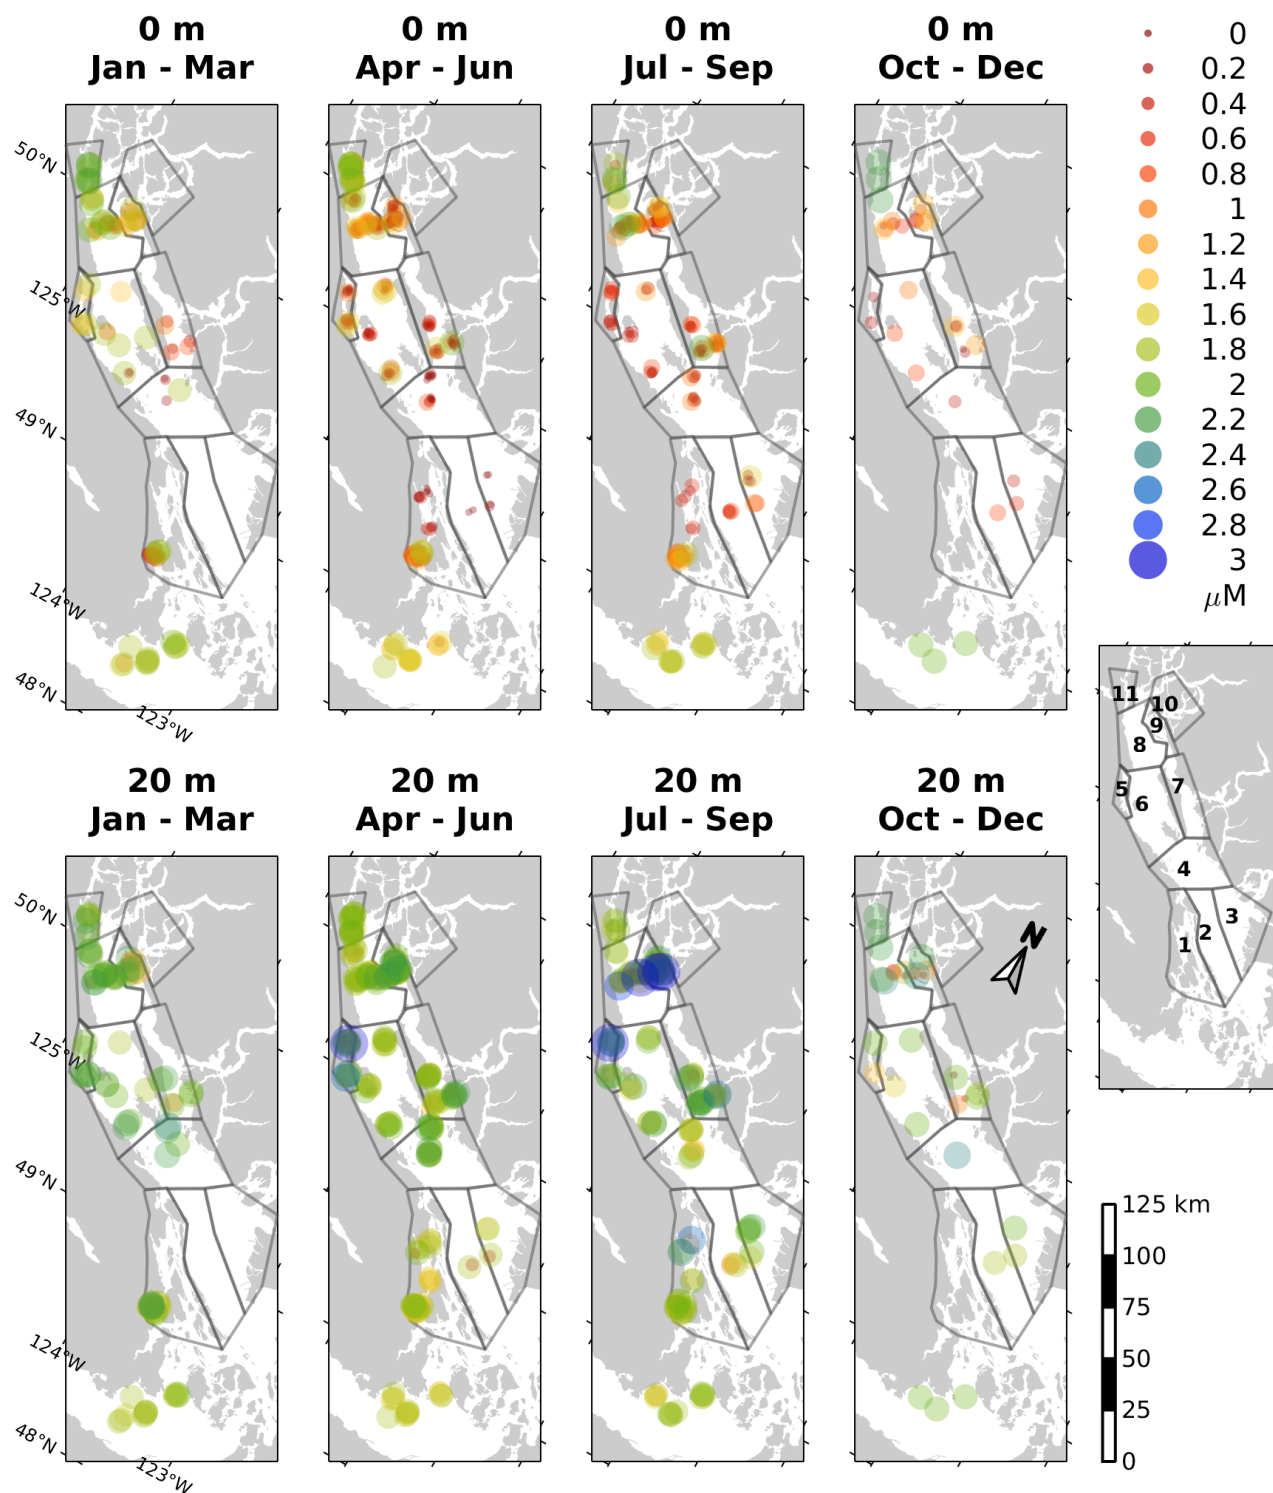 0 m
Jan - Mar
0 m
Apr - Jun
0 m
Jul - Sep
0 m
Oct - Dec
0
0.2
0.4
0.6
0.8
1
1.2
1.4
1.6
1.8
2
2.2
2.4
2.6
2.8
3
μM
50°N
125°W
49°N
124°W
48°N
123°W
11
10
9
8
7
5
6
4
3
2
1
20 m
Jan - Mar
20 m
Apr - Jun
20 m
Jul - Sep
20 m
Oct - Dec
50°N
125°W
49°N
124°W
48°N
123°W
N
125 km
100
75
50
25
0